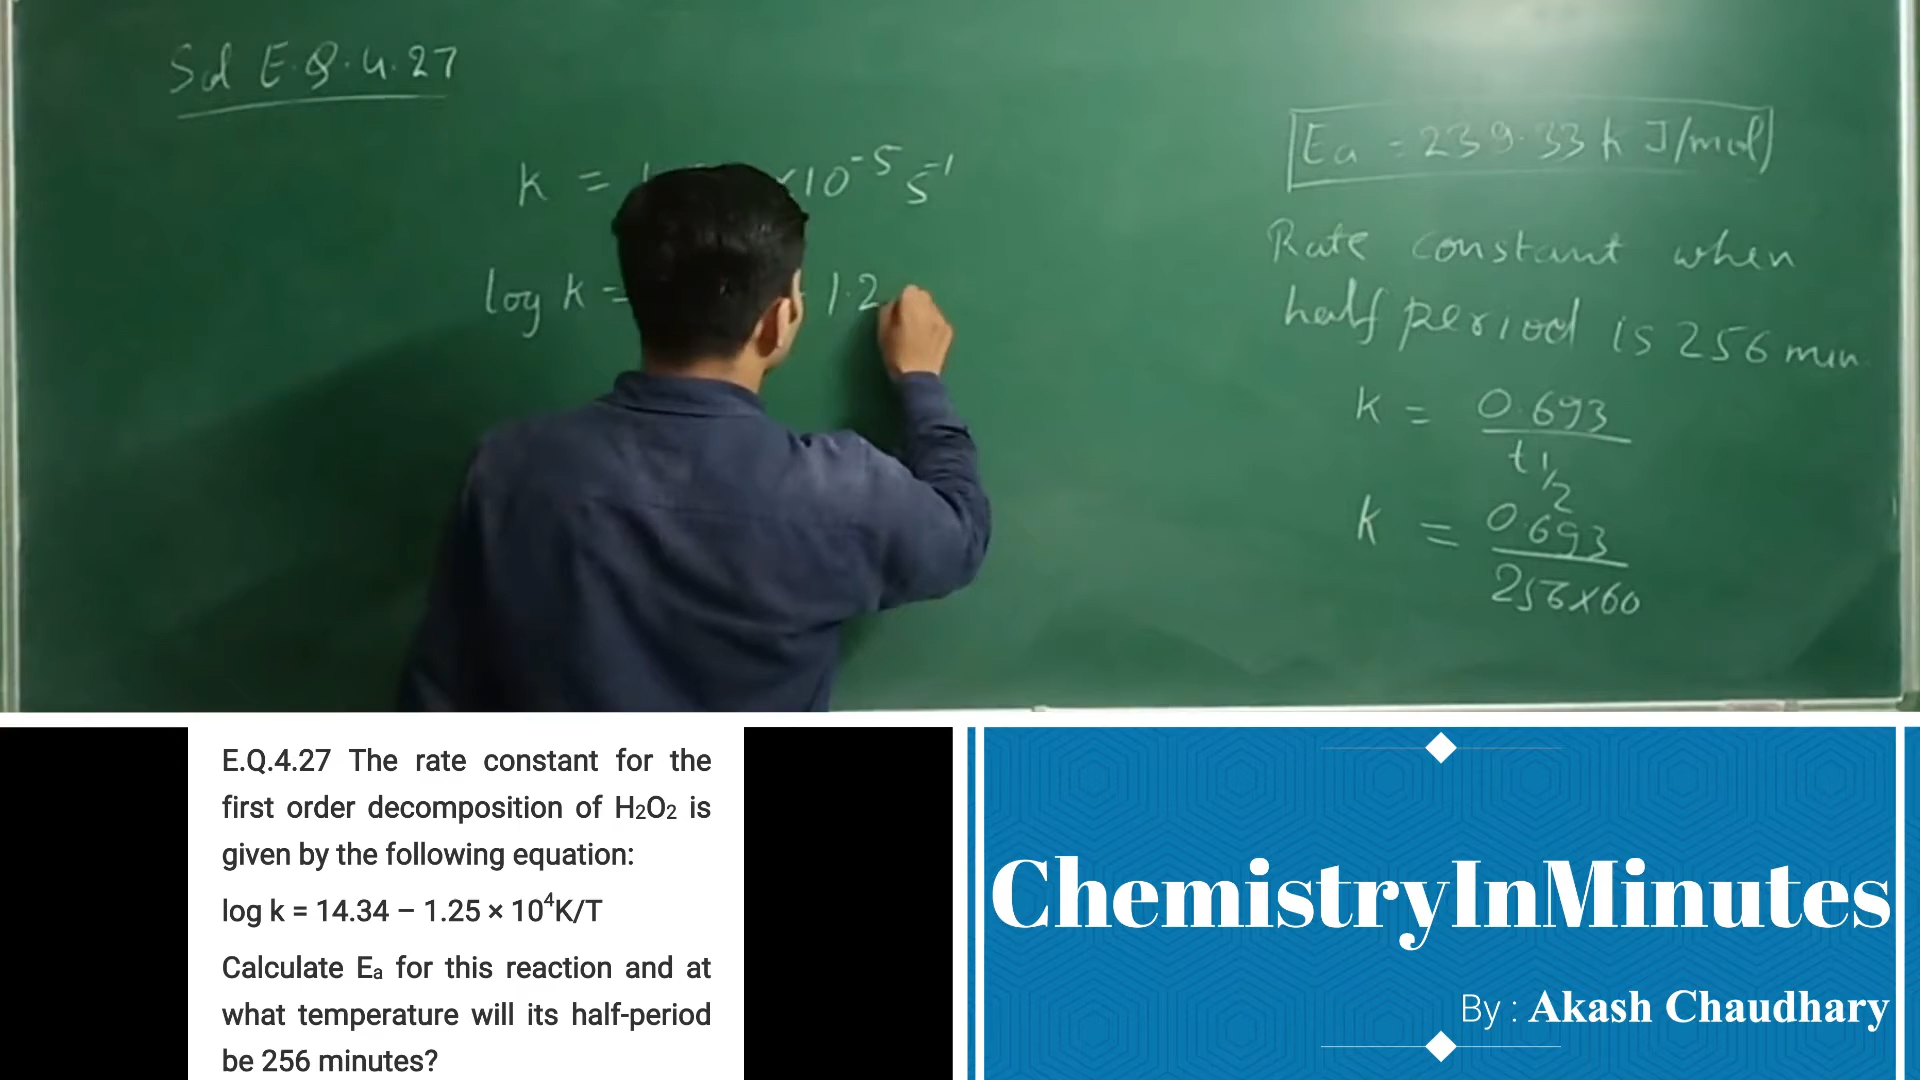 Sol E.Q.4.27
k = ×10⁻⁵ s⁻¹
log k = 1.2
Ea = 239.33 k J/mol
Rate constant when
half period is 256 min
k = 0.693
t 1/2
k = 0.693
256×60
E.Q.4.27 The rate constant for the
first order decomposition of H₂O₂ is
given by the following equation:
log k = 14.34 – 1.25 × 10⁴K/T
Calculate Eₐ for this reaction and at
what temperature will its half-period
be 256 minutes?
ChemistryInMinutes
By : Akash Chaudhary